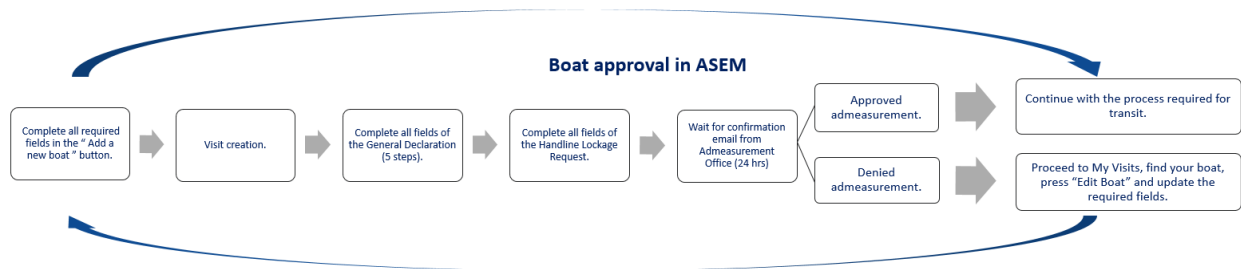 Boat approval in ASEM
Complete all required
fields in the “ Add a
new boat ” button.
Visit creation.
Complete all fields of
the General Declaration
(5 steps).
Complete all fields
of the Handline Lockage
Request.
Wait for confirmation
email from
Admeasurement
Office (24 hrs)
Approved
admeasurement.
Continue with the process required for
transit.
Denied
admeasurement.
Proceed to My Visits, find your boat,
press “Edit Boat” and update the
required fields.